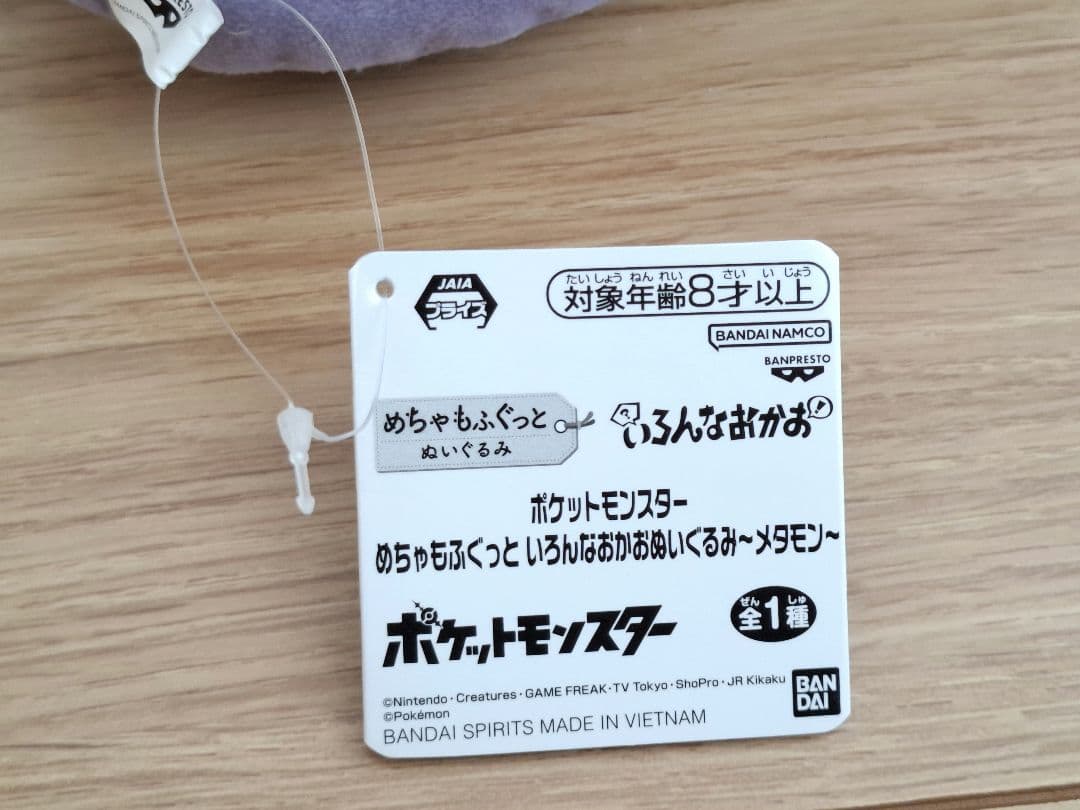 JAIA
プライズ
たいしょうねんれい さいいじょう
対象年齢8才以上
BANDAI NAMCO
BANPRESTO
めちゃもふぐっと
ぬいぐるみ
?いろんなおかお!
ポケットモンスター
めちゃもふぐっと いろんなおかおぬいぐるみ~メタモン~
ポケットモンスター
ぜん しゅ
全1種
©Nintendo・Creatures・GAME FREAK・TV Tokyo・ShoPro・JR Kikaku
©Pokémon
BANDAI SPIRITS MADE IN VIETNAM
BAN
DAI